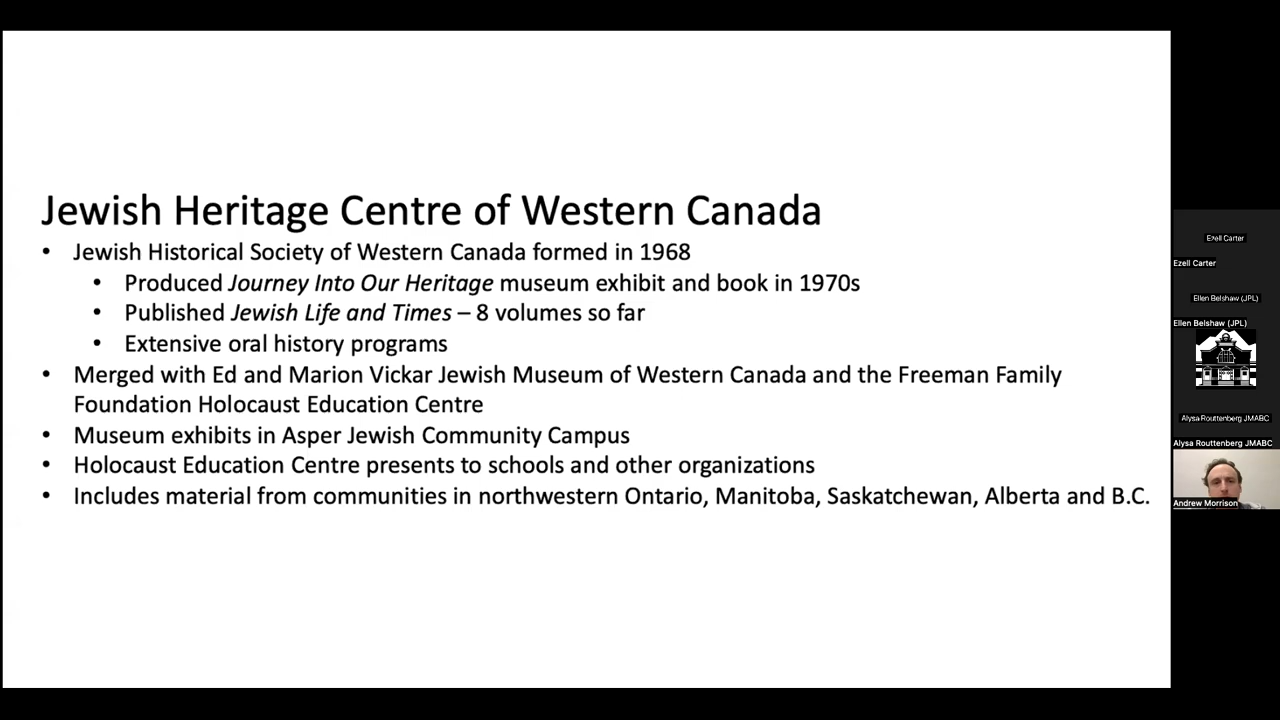 Jewish Heritage Centre of Western Canada
• Jewish Historical Society of Western Canada formed in 1968
• Produced Journey Into Our Heritage museum exhibit and book in 1970s
• Published Jewish Life and Times – 8 volumes so far
• Extensive oral history programs
• Merged with Ed and Marion Vickar Jewish Museum of Western Canada and the Freeman Family
Foundation Holocaust Education Centre
• Museum exhibits in Asper Jewish Community Campus
• Holocaust Education Centre presents to schools and other organizations
• Includes material from communities in northwestern Ontario, Manitoba, Saskatchewan, Alberta and B.C.
Ezell Carter
Ezell Carter
Ellen Belshaw (JPL)
Ellen Belshaw (JPL)
Alysa Routtenberg JMABC
Alysa Routtenberg JMABC
Andrew Morrison